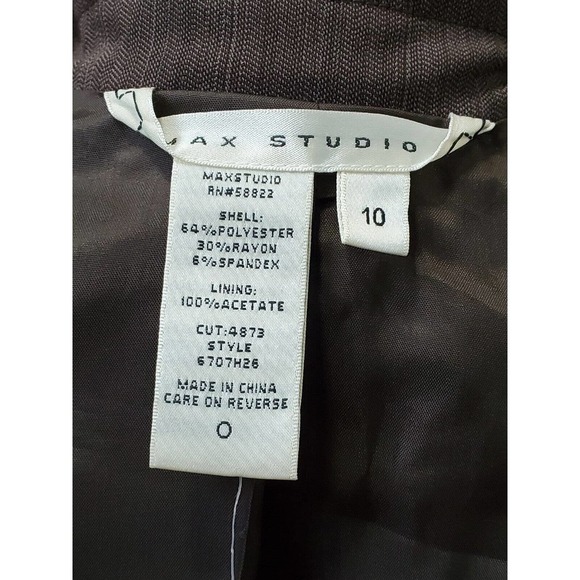 MAX STUDIO
10
MAXSTUDIO
RN#58822
SHELL:
64%POLYESTER
30%RAYON
6%SPANDEX
LINING:
100%ACETATE
CUT:4873
STYLE
6707H26
MADE IN CHINA
CARE ON REVERSE
O